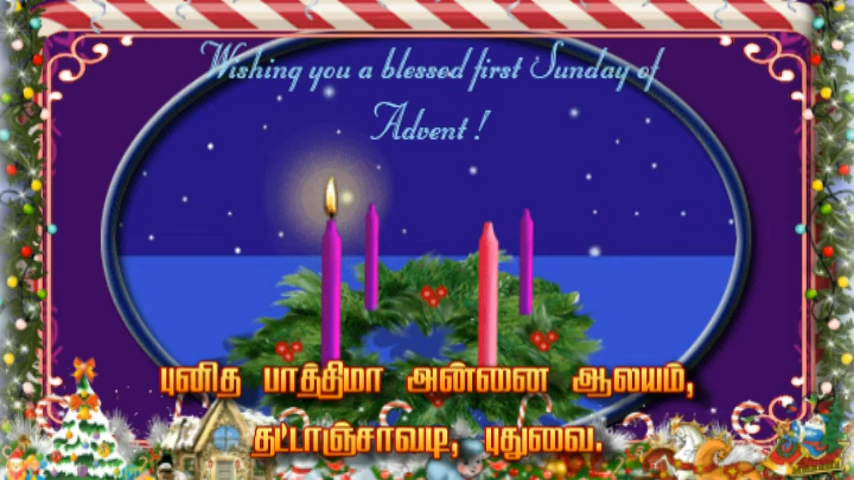 Wishing you a blessed first Sunday of
Advent !
புனித பாத்திமா அன்னை ஆலயம்,
தட்டாஞ்சாவடி, புதுவை.